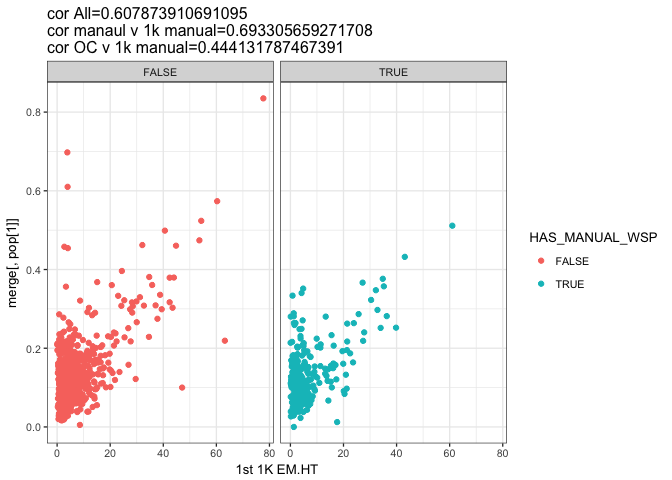 cor All=0.607873910691095
cor manaul v 1k manual=0.693305659271708
cor OC v 1k manual=0.444131787467391
FALSE
TRUE
0.8
0.6
0.4
0.2
0.0
merge[, pop[1]]
0
20
40
60
80
0
20
40
60
80
1st 1K EM.HT
HAS_MANUAL_WSP
FALSE
TRUE